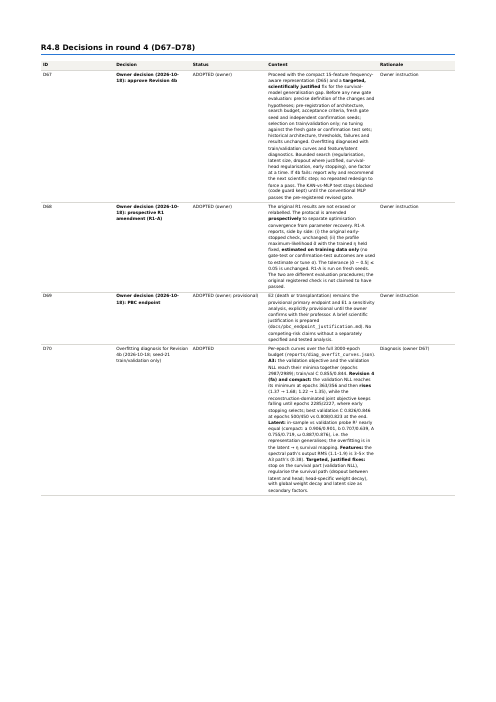 R4.8 Decisions in round 4 (D67–D78)
ID Decision Status Content Rationale
D67 Owner decision (2026-10-18): approve Revision 4b ADOPTED (owner) Proceed with the compact 15-feature frequency- Owner instruction
aware representation (D65) and a targeted,
scientifically justified fix for the survival-
model generalisation gap. Before any new gate
evaluation: precise definition of the changes and
hypothesis; pre-registration of architecture,
search budget, acceptance criteria, fresh gate
seed and independent confirmation seeds;
selection on train/validation only; no tuning
against the fresh gate or confirmation test sets;
historical architecture, thresholds, failures and
results unchanged. Overfitting diagnosed with
train/validation curves and feature/latent
diagnostics. Bounded search (regularisation,
latent size, dropout where justified, survival-
head regularisation, early stopping); one factor
at a time. If 4b fails: report why and recommend
the next scientific step; no repeated redesign to
force a pass. The KAN-vs-MLP test stays blocked
(code guard kept) until the conventional MLP
passes the pre-registered revised gate.
D68 Owner decision (2026-10-18): prospective R1 amendment (R1-A) ADOPTED (owner) The original R1 results are not erased or Owner instruction
relabelled. The protocol is amended
prospectively to separate optimisation
convergence from parameter recovery. R1-A
reports, side by side: (i) the original early-
stopped check, unchanged; (ii) the profile
maximum-likelihood θ with the trained η held
fixed, estimated on training data only (no
gate-test or confirmation-test outcomes are used
to estimate or tune θ). The tolerance
0.05 is unchanged. R1-A is run on fresh seeds.
The two are different evaluation procedures; the
original registered check is not claimed to have
passed.
D69 Owner decision (2026-10-18): PBC endpoint ADOPTED (owner; provisional) E2 (death or transplantation) remains the Owner instruction
provisional primary endpoint and E1 a sensitivity
analysis, explicitly provisional until the owner
confirms with their professor. A brief scientific
justification is prepared
(docs/pbc_endpoint_justification.md). No
competing-risk claims without a separately
specified and tested analysis.
D70 Overfitting diagnosis for Revision 4b (2026-10-18; seed-21 train/validation only) ADOPTED Per-epoch curves over the full 3000-epoch Diagnosis (owner D67)
budget (reports/diag_overfit_curves.json).
A3: the validation objective and the validation
NLL reach their minima together (epochs
2987/2989); train/val C 0.855/0.844. Revision 4
(fix) and compact: the validation NLL reaches
its minimum at epochs 363/356 and then rises
(1.37 → 1.68; 1.22 → 1.35), while the
reconstruction-dominated joint objective keeps
falling until epochs 2285/2227, where early
stopping selects; best validation C 0.826/0.846
at epochs 500/450 vs 0.808/0.823 at the end.
Latent: in-sample vs validation probe R² nearly
equal (compact: a 0.906/0.901, b 0.707/0.639, A
0.755/0.719, ω 0.887/0.876), i.e. the
representation generalises; the overfitting is in
the latent → η survival mapping. Features: the
spectral path's output RMS (1.1–1.9) is 3–5× the
A3 path's (0.38). Targeted, justified fixes:
stop on the survival part (validation NLL),
regularise the survival path (dropout between
latent and head; head-specific weight decay),
with global weight decay and latent size as
secondary factors.